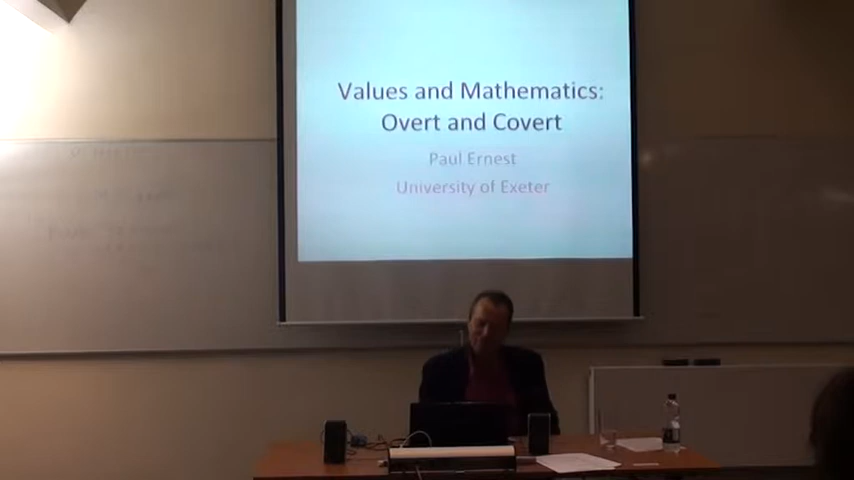 Values and Mathematics:
Overt and Covert
Paul Ernest
University of Exeter